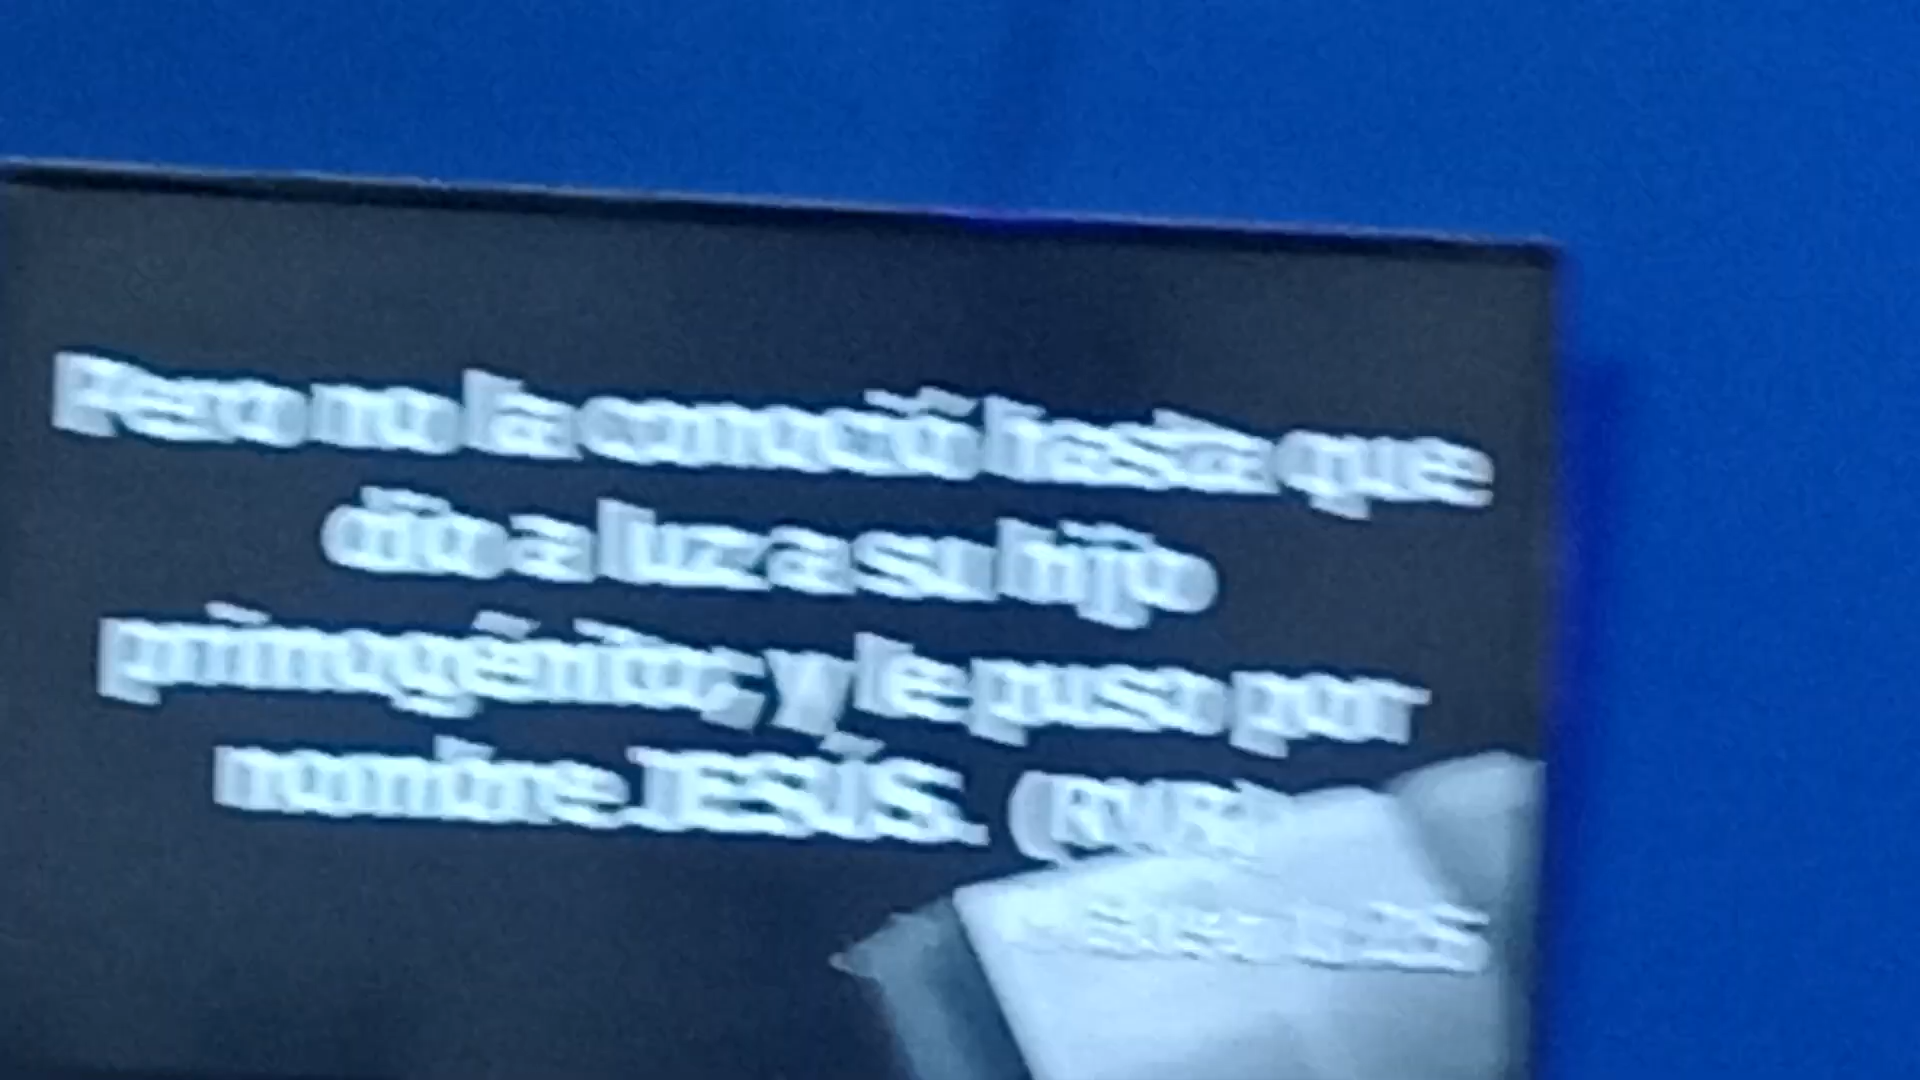 Pero no la conoció hasta que
dio a luz a su hijo
primogénito; y le puso por
nombre JESÚS.